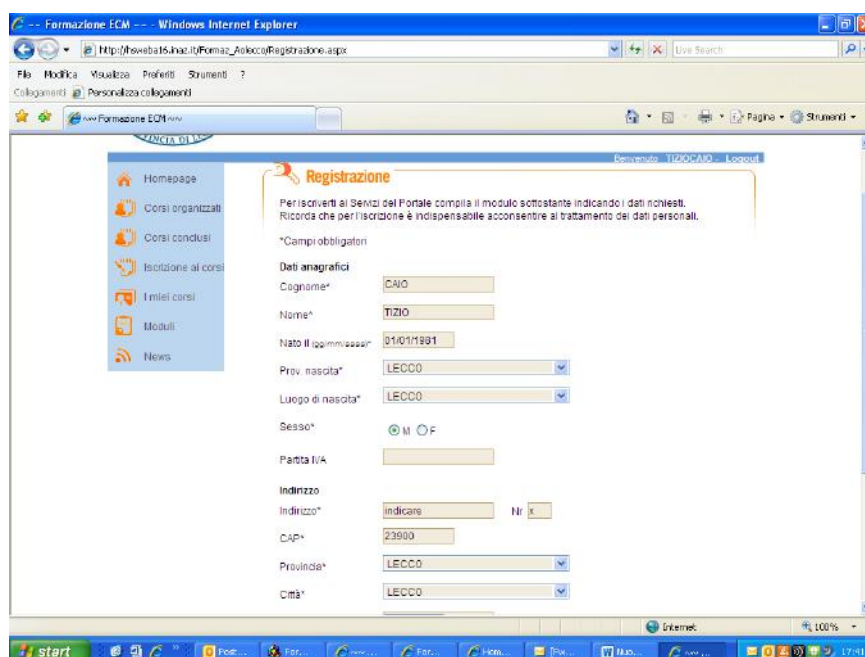 -- Formazione ECM -- - Windows Internet Explorer
http://hsweba16.inaz.it/Formaz_Aolecco/Registrazione.aspx
Live Search
File Modifica Visualizza Preferiti Strumenti ?
Collegamenti Personalizza collegamenti
Formazione ECM
Pagina
Strumenti
Benvenuto TIZIOCAIO - Logout
Homepage
Corsi organizzati
Corsi conclusi
Iscrizione ai corsi
I miei corsi
Moduli
News
Registrazione
Per iscriverti ai Servizi del Portale compila il modulo sottostante indicando i dati richiesti.
Ricorda che per l'iscrizione è indispensabile acconsentire al trattamento dei dati personali.
*Campi obbligatori
Dati anagrafici
Cognome* CAIO
Nome* TIZIO
Nato il (gg/mm/aaaa)* 01/01/1981
Prov. nascita* LECCO
Luogo di nascita* LECCO
Sesso* M F
Partita IVA
Indirizzo
Indirizzo* indicare Nr x
CAP* 23900
Provincia* LECCO
Città* LECCO
Internet 100%
start Post... For... For... Hom... Nuo... 17:41